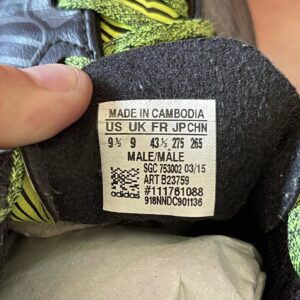 MADE IN CAMBODIA
US UK FR JP CHN
9½ 9 43⅓ 275 265
MALE/MÂLE
SGC 753002 03/15
ART B23759
#111761088
918NNDC901136
adidas